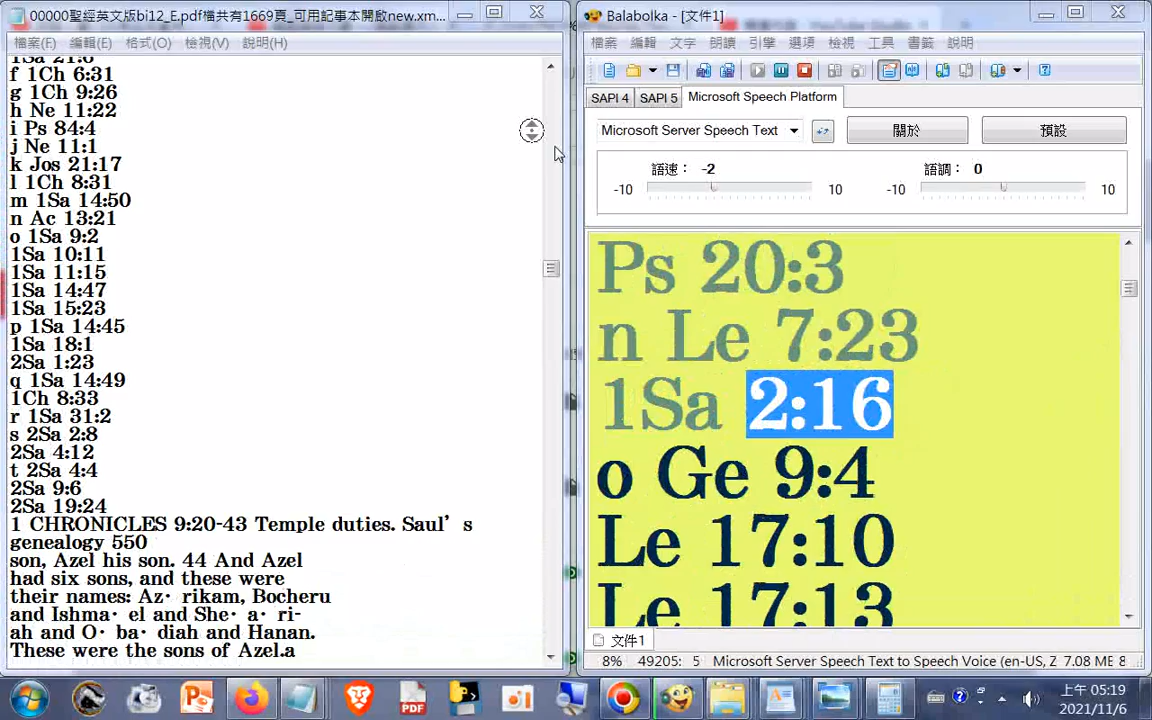 00000聖經英文版bi12_E.pdf檔共有1669頁_可用記事本開啟new.xm...
檔案(F) 編輯(E) 格式(O) 檢視(V) 說明(H)
1Sa 21:6
f 1Ch 6:31
g 1Ch 9:26
h Ne 11:22
i Ps 84:4
j Ne 11:1
k Jos 21:17
l 1Ch 8:31
m 1Sa 14:50
n Ac 13:21
o 1Sa 9:2
1Sa 10:11
1Sa 11:15
1Sa 14:47
1Sa 15:23
p 1Sa 14:45
1Sa 18:1
2Sa 1:23
q 1Sa 14:49
1Ch 8:33
r 1Sa 31:2
s 2Sa 2:8
2Sa 4:12
t 2Sa 4:4
2Sa 9:6
2Sa 19:24
1 CHRONICLES 9:20-43 Temple duties. Saul’s
genealogy 550
son, Azel his son. 44 And Azel
had six sons, and these were
their names: Az· rikam, Bocheru
and Ishma· el and She· a· ri-
ah and O· ba· diah and Hanan.
These were the sons of Azel.a
Balabolka - [文件1]
檔案 編輯 文字 朗讀 引擎 選項 檢視 工具 書籤 說明
SAPI 4 SAPI 5 Microsoft Speech Platform
Microsoft Server Speech Text 關於 預設
語速： -2 語調： 0
-10 10 -10 10
Ps 20:3
n Le 7:23
1Sa 2:16
o Ge 9:4
Le 17:10
Le 17:13
文件1
8% 49205: 5 Microsoft Server Speech Text to Speech Voice (en-US, Z 7.08 ME 8
PDF
上午 05:19
2021/11/6